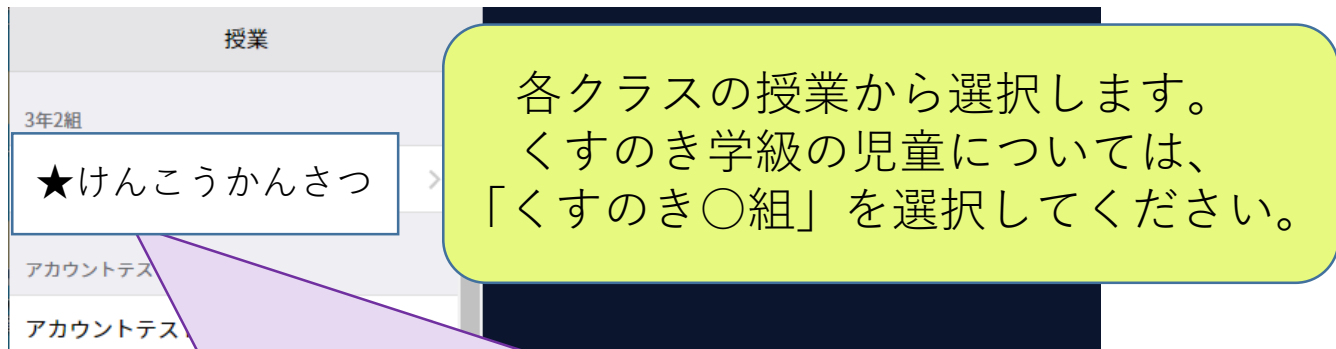 授業
各クラスの授業から選択します。
くすのき学級の児童については、
「くすのき○組」を選択してください。
3年2組
★けんこうかんさつ
アカウントテス
アカウントテス